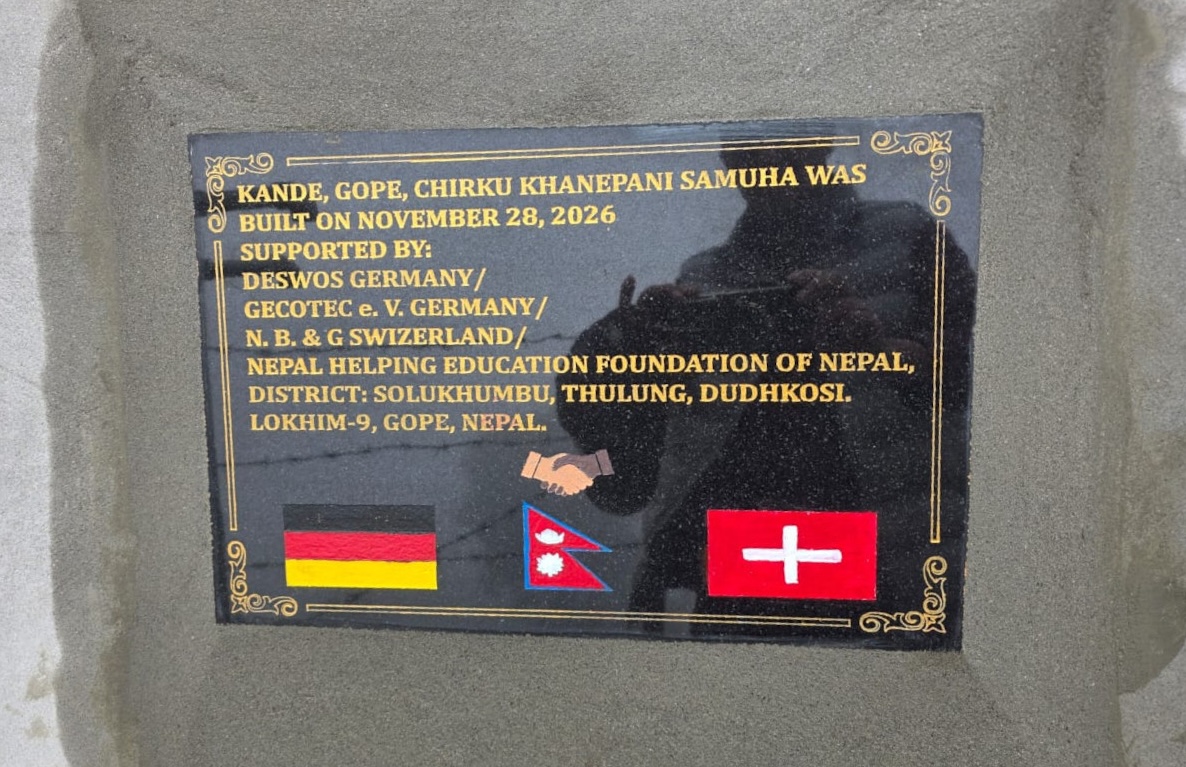 KANDE, GOPE, CHIRKU KHANEPANI SAMUHA WAS
BUILT ON NOVEMBER 28, 2026
SUPPORTED BY:
DESWOS GERMANY/
GECOTEC e. V. GERMANY/
N. B. & G SWIZERLAND/
NEPAL HELPING EDUCATION FOUNDATION OF NEPAL,
DISTRICT: SOLUKHUMBU, THULUNG, DUDHKOSI.
LOKHIM-9, GOPE, NEPAL.